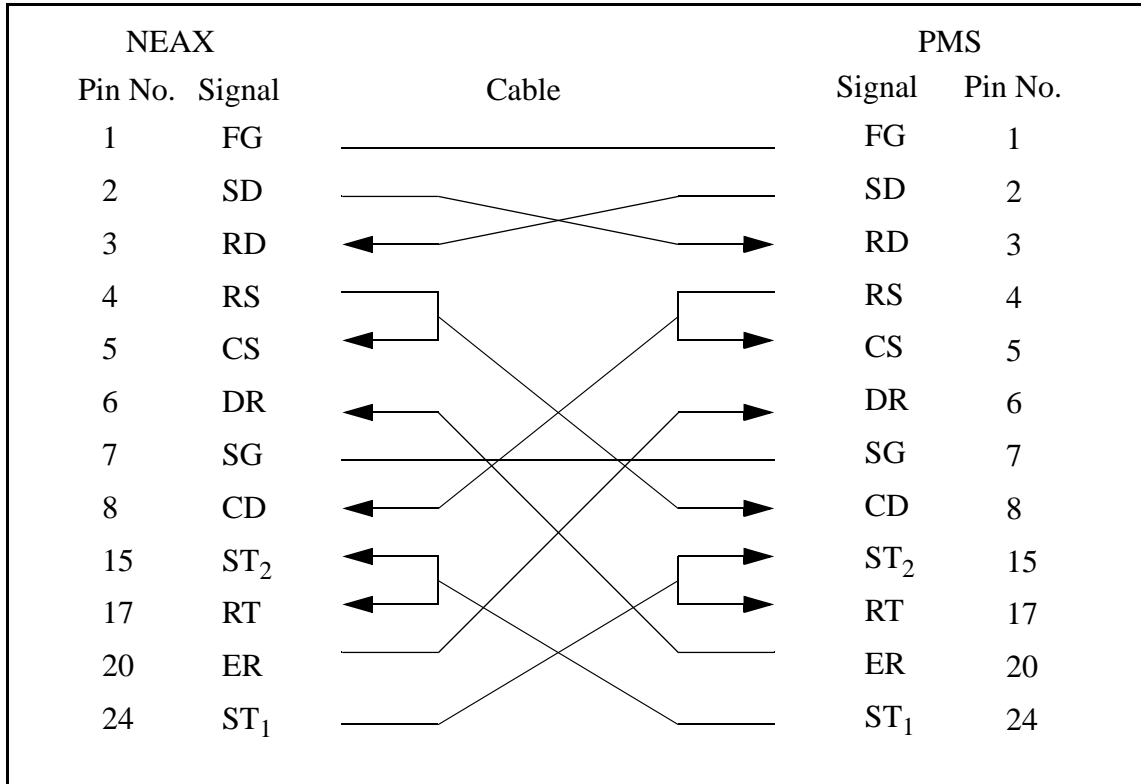 NEAX PMS
Pin No. Signal Cable Signal Pin No.
1 FG FG 1
2 SD SD 2
3 RD RD 3
4 RS RS 4
5 CS CS 5
6 DR DR 6
7 SG SG 7
8 CD CD 8
15 ST2 ST2 15
17 RT RT 17
20 ER ER 20
24 ST1 ST1 24